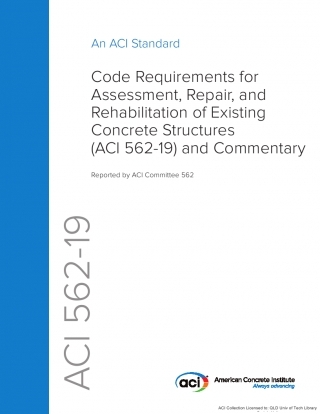 An ACI Standard
Code Requirements for
Assessment, Repair, and
Rehabilitation of Existing
Concrete Structures
(ACI 562-19) and Commentary
Reported by ACI Committee 562
ACI 562-19
aci
American Concrete Institute
Always advancing
ACI Collection Licensed to: QLD Univ of Tech Library